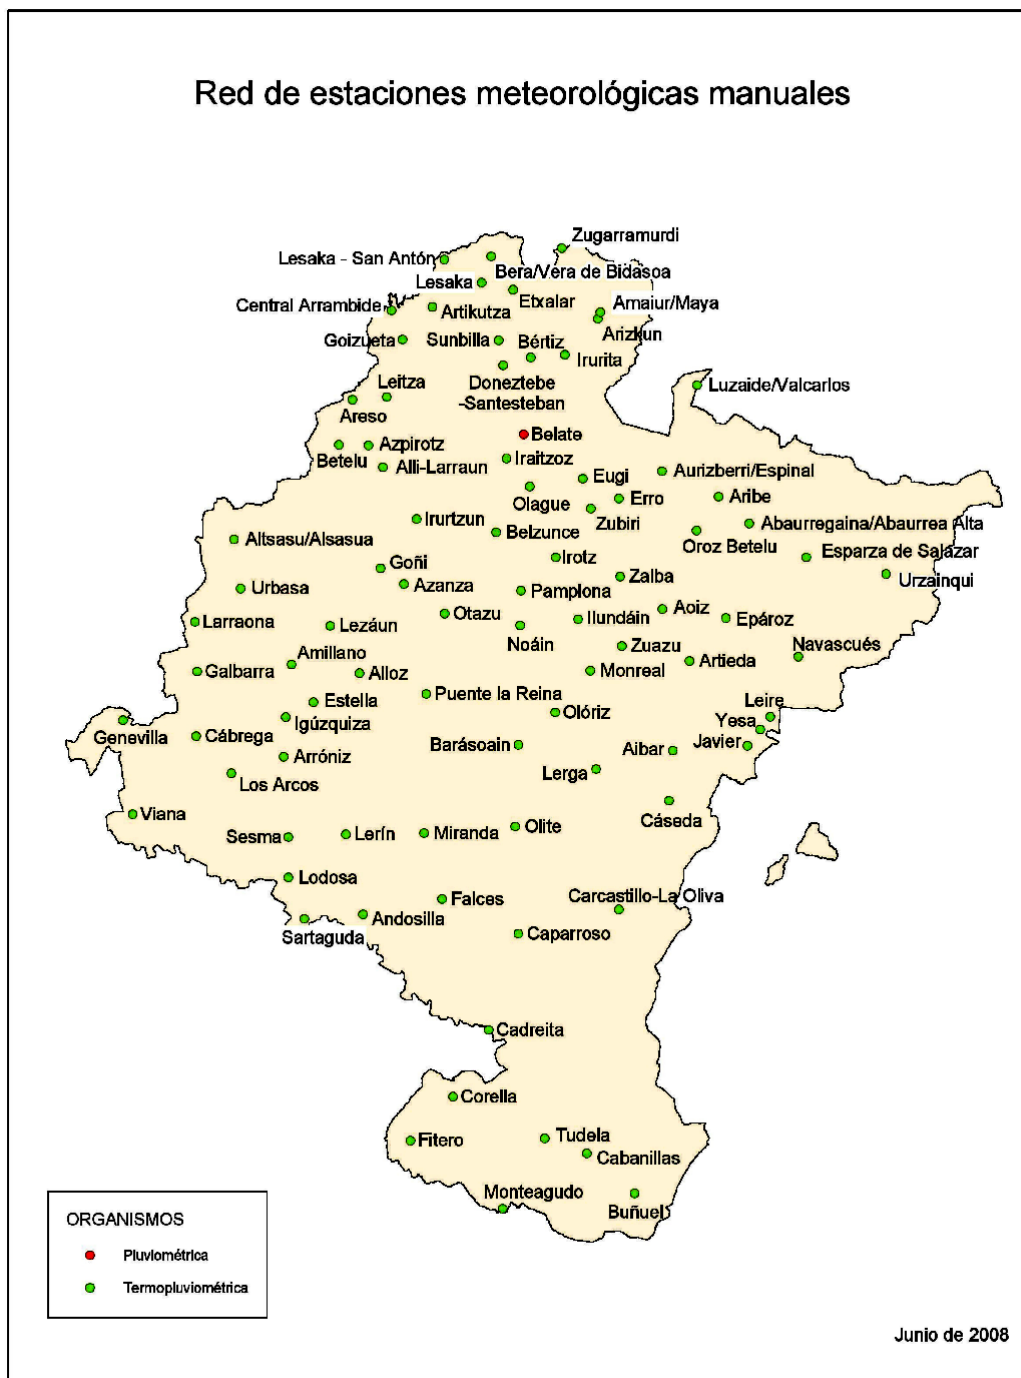 Red de estaciones meteorológicas manuales
Zugarramurdi
Lesaka - San Antón
Bera/Vera de Bidasoa
Lesaka
Etxalar
Amaiur/Maya
Central Arrambide
Artikutza
Arizkun
Goizueta
Sunbilla
Bértiz
Irurita
Leitza
Doneztebe
-Santesteban
Luzaide/Valcarlos
Areso
Belate
Betelu
Azpirotz
Iraitzoz
Alli-Larraun
Eugi
Aurizberri/Espinal
Olague
Erro
Aribe
Zubiri
Irurtzun
Belzunce
Abaurregaina/Abaurrea Alta
Oroz Betelu
Altsasu/Alsasua
Irotz
Esparza de Salazar
Goñi
Urzainqui
Zalba
Urbasa
Azanza
Pamplona
Otazu
Ilundáin
Aoiz
Epároz
Larraona
Lezáun
Noáin
Zuazu
Navascués
Amillano
Artieda
Galbarra
Alloz
Monreal
Puente la Reina
Estella
Olóriz
Leire
Igúzquiza
Yesa
Genevilla
Cábrega
Barásoain
Aibar
Javier
Arróniz
Lerga
Los Arcos
Cáseda
Viana
Sesma
Lerín
Miranda
Olite
Lodosa
Falces
Carcastillo-La Oliva
Andosilla
Sartaguda
Caparroso
Cadreita
Corella
Fitero
Tudela
Cabanillas
Monteagudo
Buñuel
ORGANISMOS
Pluviométrica
Termopluviométrica
Junio de 2008